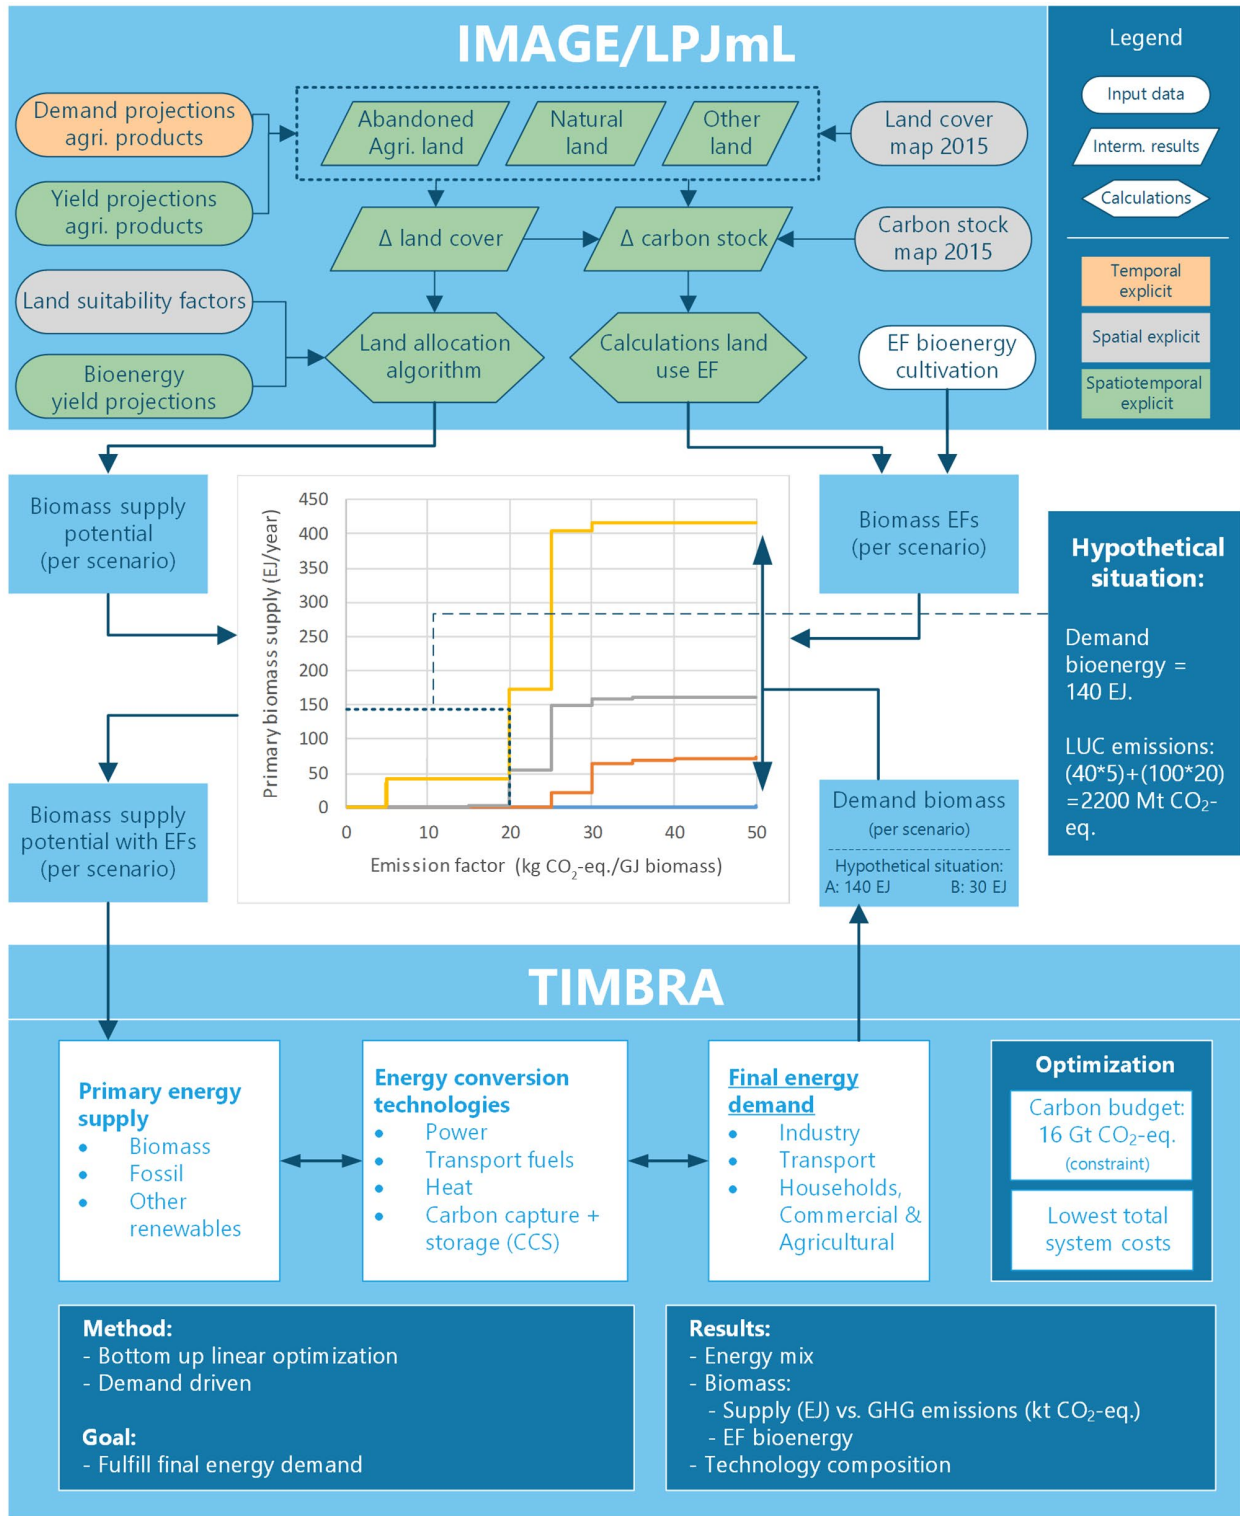 IMAGE/LPJmL
Legend
Input data
Interm. results
Calculations
Temporal
explicit
Spatial explicit
Spatiotemporal
explicit
Demand projections
agri. products
Yield projections
agri. products
Land suitability factors
Bioenergy
yield projections
Abandoned
Agri. land
Natural
land
Other
land
Land cover
map 2015
Δ land cover
Δ carbon stock
Carbon stock
map 2015
Land allocation
algorithm
Calculations land
use EF
EF bioenergy
cultivation
Biomass supply
potential
(per scenario)
Biomass EFs
(per scenario)
Primary biomass supply (EJ/year)
450
400
350
300
250
200
150
100
50
0
0
10
20
30
40
50
Emission factor (kg CO₂-eq./GJ biomass)
Hypothetical
situation:
Demand
bioenergy =
140 EJ.
LUC emissions:
(40*5)+(100*20)
=2200 Mt CO₂-
eq.
Biomass supply
potential with EFs
(per scenario)
Demand biomass
(per scenario)
Hypothetical situation:
A: 140 EJ B: 30 EJ
TIMBRA
Primary energy
supply
• Biomass
• Fossil
• Other
renewables
Energy conversion
technologies
• Power
• Transport fuels
• Heat
• Carbon capture +
storage (CCS)
Final energy
demand
• Industry
• Transport
• Households,
Commercial &
Agricultural
Optimization
Carbon budget:
16 Gt CO₂-eq.
(constraint)
Lowest total
system costs
Method:
- Bottom up linear optimization
- Demand driven
Goal:
- Fulfill final energy demand
Results:
- Energy mix
- Biomass:
- Supply (EJ) vs. GHG emissions (kt CO₂-eq.)
- EF bioenergy
- Technology composition